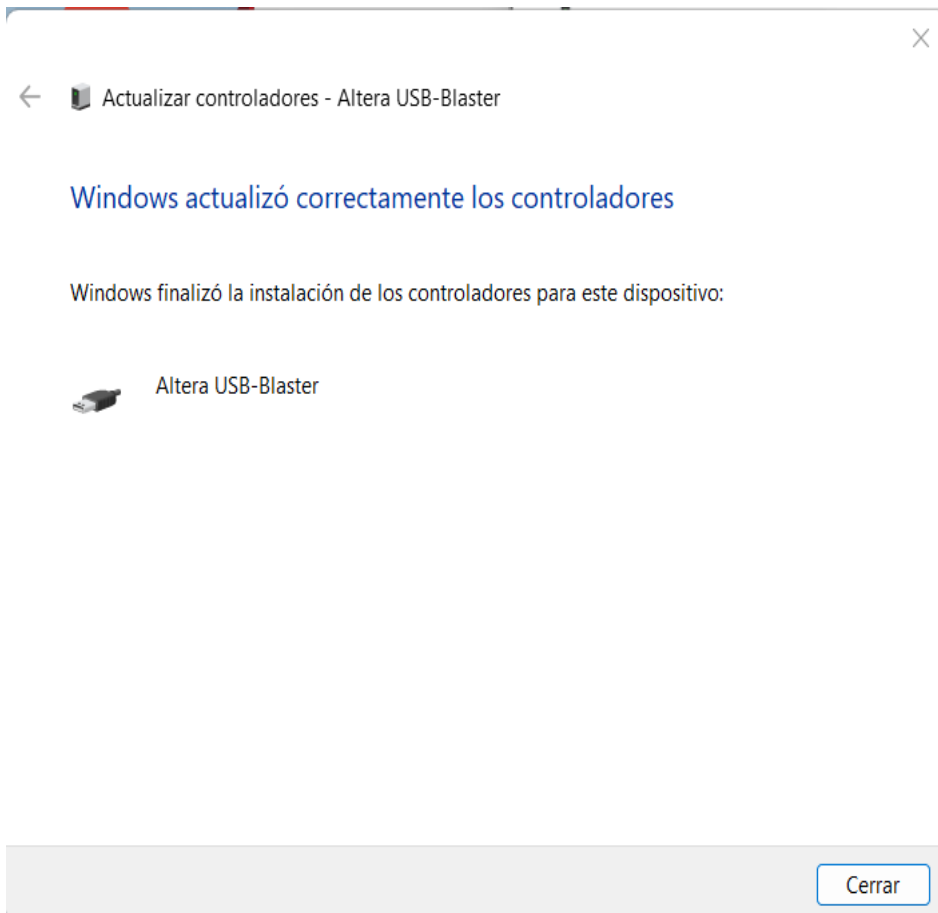 Actualizar controladores - Altera USB-Blaster
Windows actualizó correctamente los controladores
Windows finalizó la instalación de los controladores para este dispositivo:
Altera USB-Blaster
Cerrar